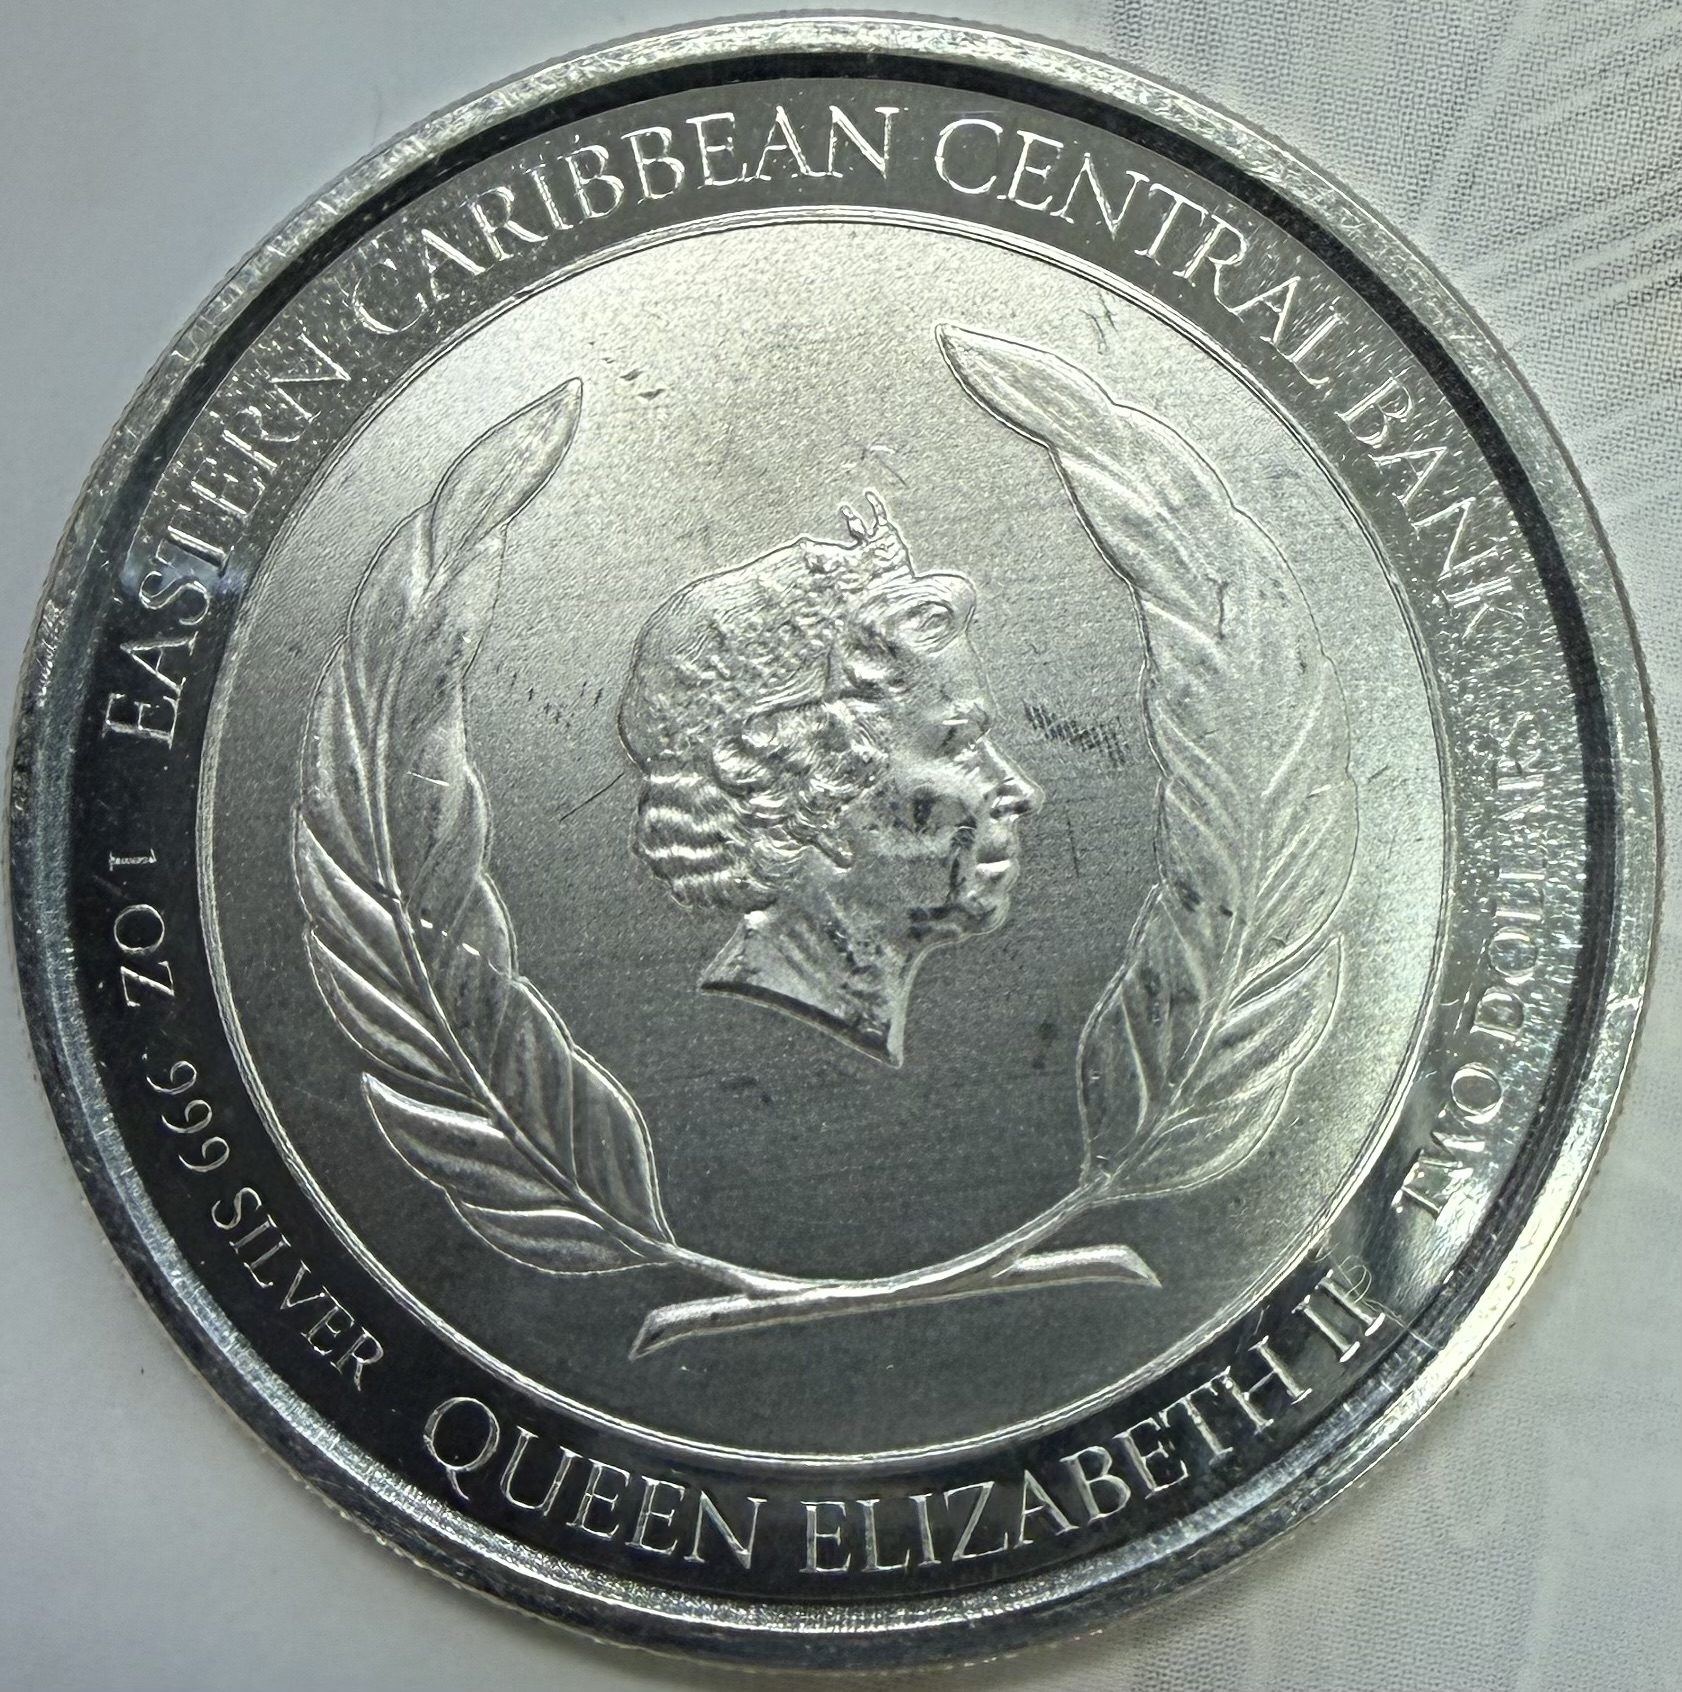 EASTERN CARIBBEAN CENTRAL BANK
TWO DOLLARS
QUEEN ELIZABETH II
1 OZ 999 SILVER